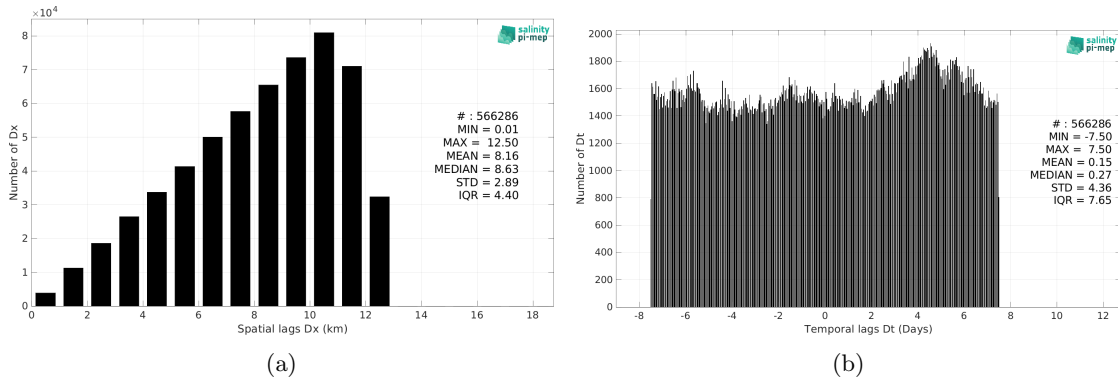 ×10⁴
8
7
6
5
4
3
2
1
0
Number of Dx
0 2 4 6 8 10 12 14 16 18
Spatial lags Dx (km)
salinity
pi-mep
# : 566286
MIN = 0.01
MAX = 12.50
MEAN = 8.16
MEDIAN = 8.63
STD = 2.89
IQR = 4.40
(a)
2000
1800
1600
1400
1200
1000
800
600
400
200
0
Number of Dt
-8 -6 -4 -2 0 2 4 6 8 10 12
Temporal lags Dt (Days)
salinity
pi-mep
# : 566286
MIN = -7.50
MAX = 7.50
MEAN = 0.15
MEDIAN = 0.27
STD = 4.36
IQR = 7.65
(b)